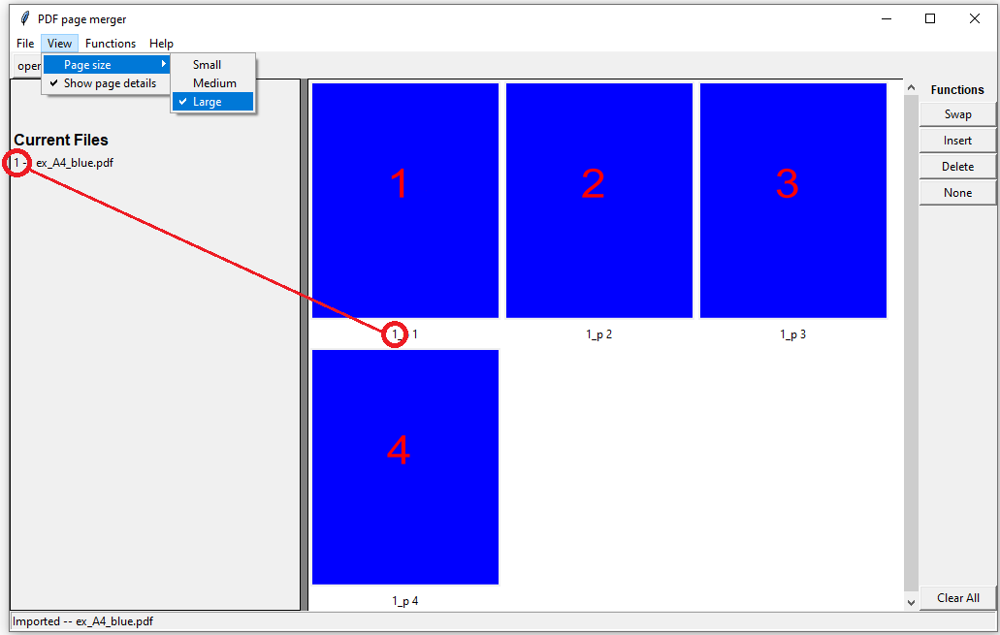 PDF page merger
File View Functions Help
oper
Page size
Show page details
Small
Medium
Large
Current Files
1 - ex_A4_blue.pdf
1
2
3
1_ 1
1_p 2
1_p 3
4
1_p 4
Functions
Swap
Insert
Delete
None
Clear All
Imported -- ex_A4_blue.pdf